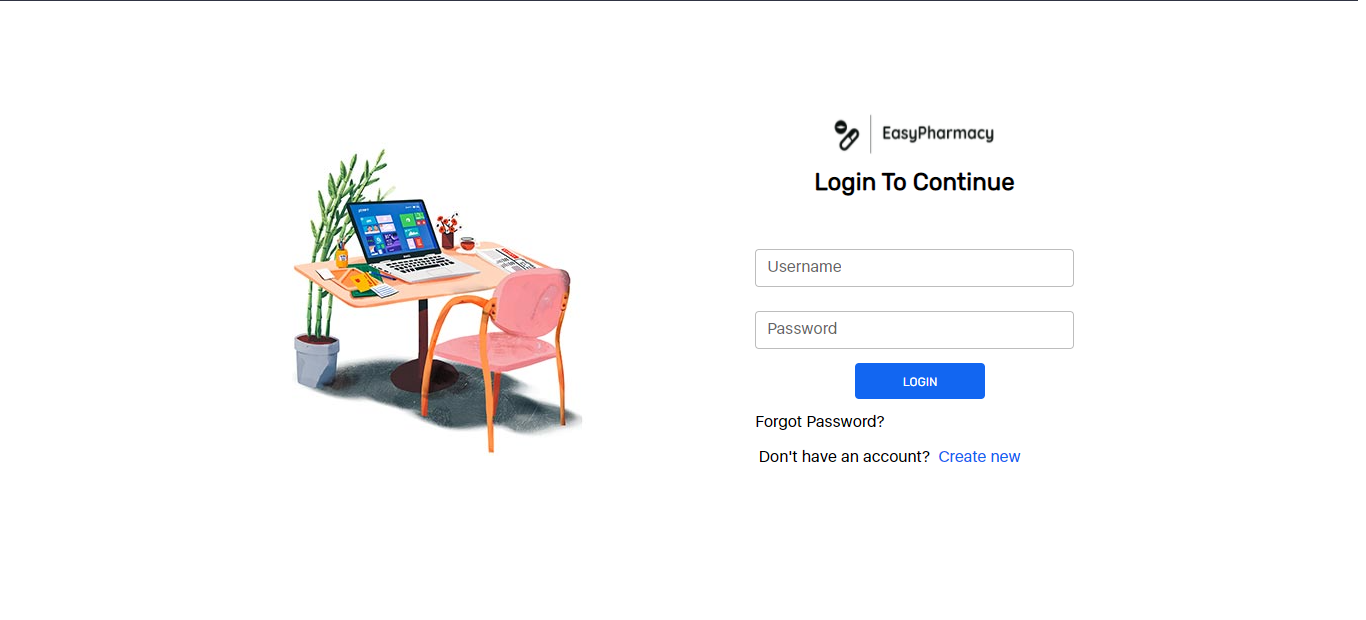 EasyPharmacy
Login To Continue
Username
Password
LOGIN
Forgot Password?
Don't have an account? Create new